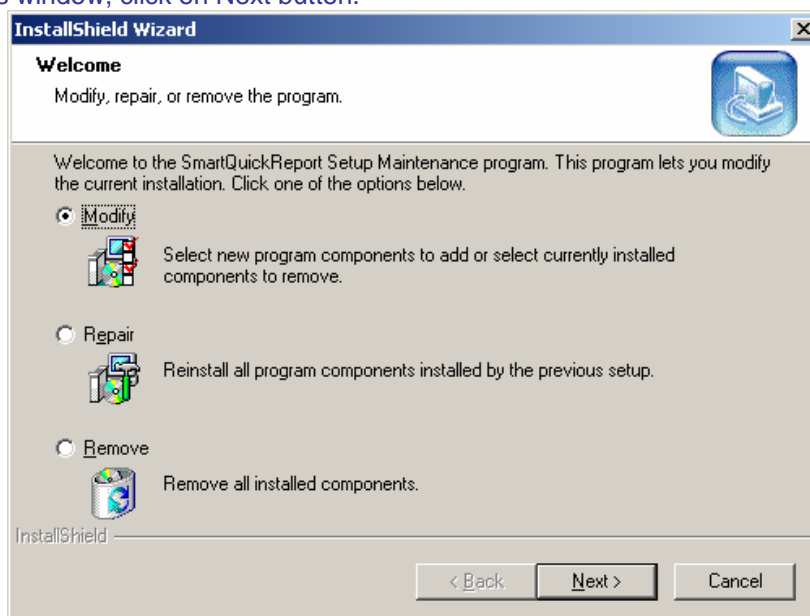 s window, click on Next button.
InstallShield Wizard
Welcome
Modify, repair, or remove the program.
Welcome to the SmartQuickReport Setup Maintenance program. This program lets you modify
the current installation. Click one of the options below.
Modify
Select new program components to add or select currently installed
components to remove.
Repair
Reinstall all program components installed by the previous setup.
Remove
Remove all installed components.
InstallShield
< Back
Next >
Cancel